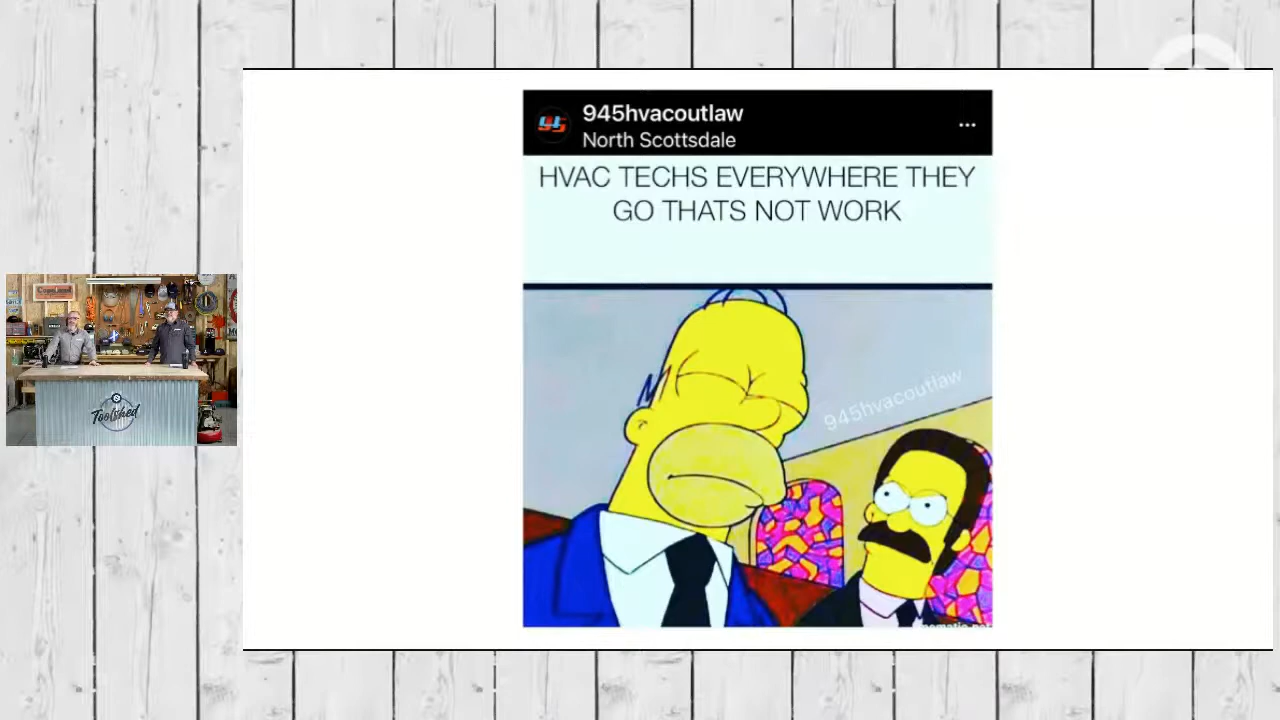 945hvacoutlaw
North Scottsdale
HVAC TECHS EVERYWHERE THEY
GO THATS NOT WORK
945hvacoutlaw
Toolshed